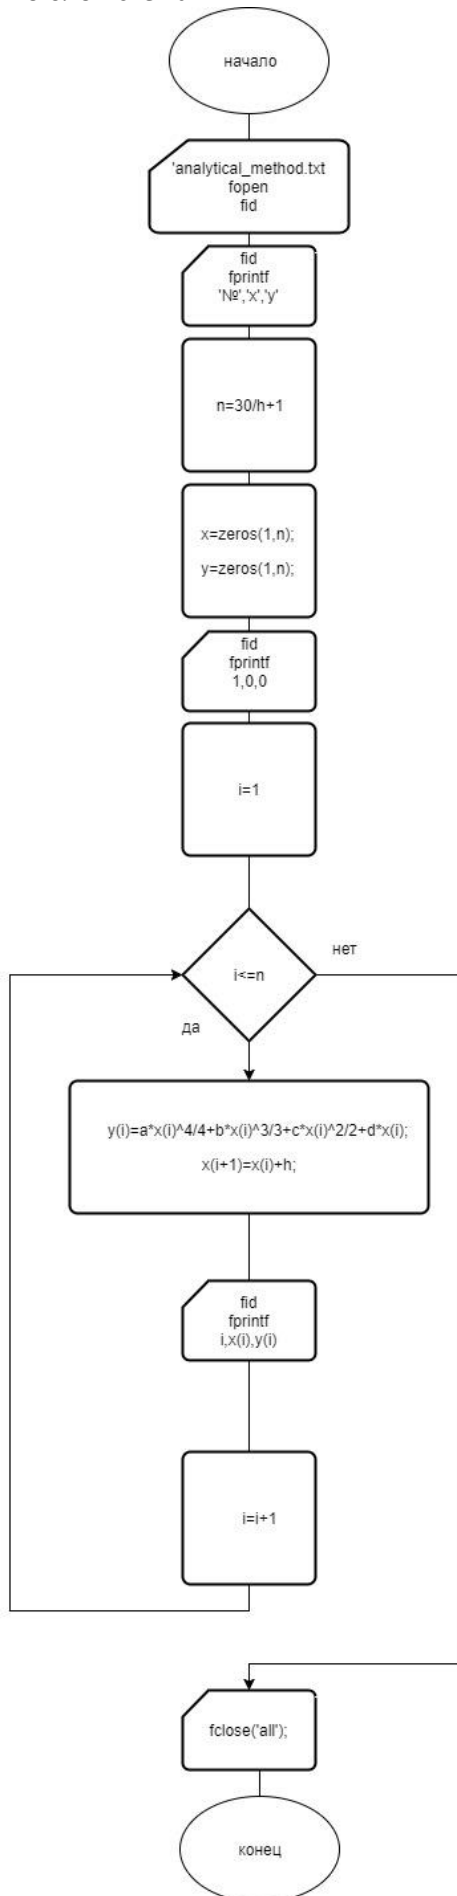 начало
'analytical_method.txt
fopen
fid
fid
fprintf
'№','x','y'
n=30/h+1
x=zeros(1,n);
y=zeros(1,n);
fid
fprintf
1,0,0
i=1
нет
i<=n
да
y(i)=a*x(i)^4/4+b*x(i)^3/3+c*x(i)^2/2+d*x(i);
x(i+1)=x(i)+h;
fid
fprintf
i,x(i),y(i)
i=i+1
fclose('all');
конец